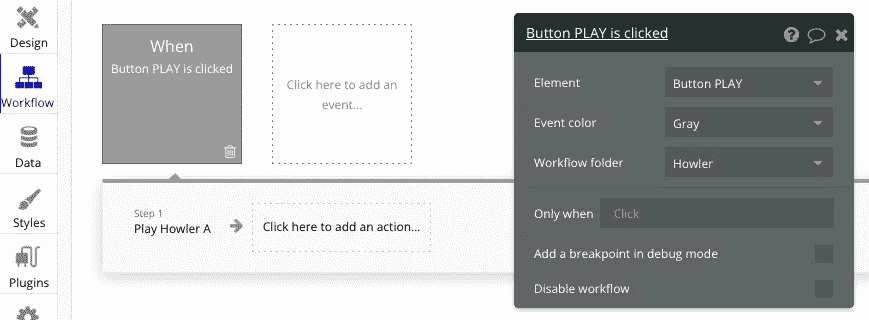 Design
Workflow
Data
Styles
Plugins
When
Button PLAY is clicked
Click here to add an
event...
Step 1
Play Howler A
Click here to add an action...
Button PLAY is clicked
Element
Button PLAY
Event color
Gray
Workflow folder
Howler
Only when
Click
Add a breakpoint in debug mode
Disable workflow